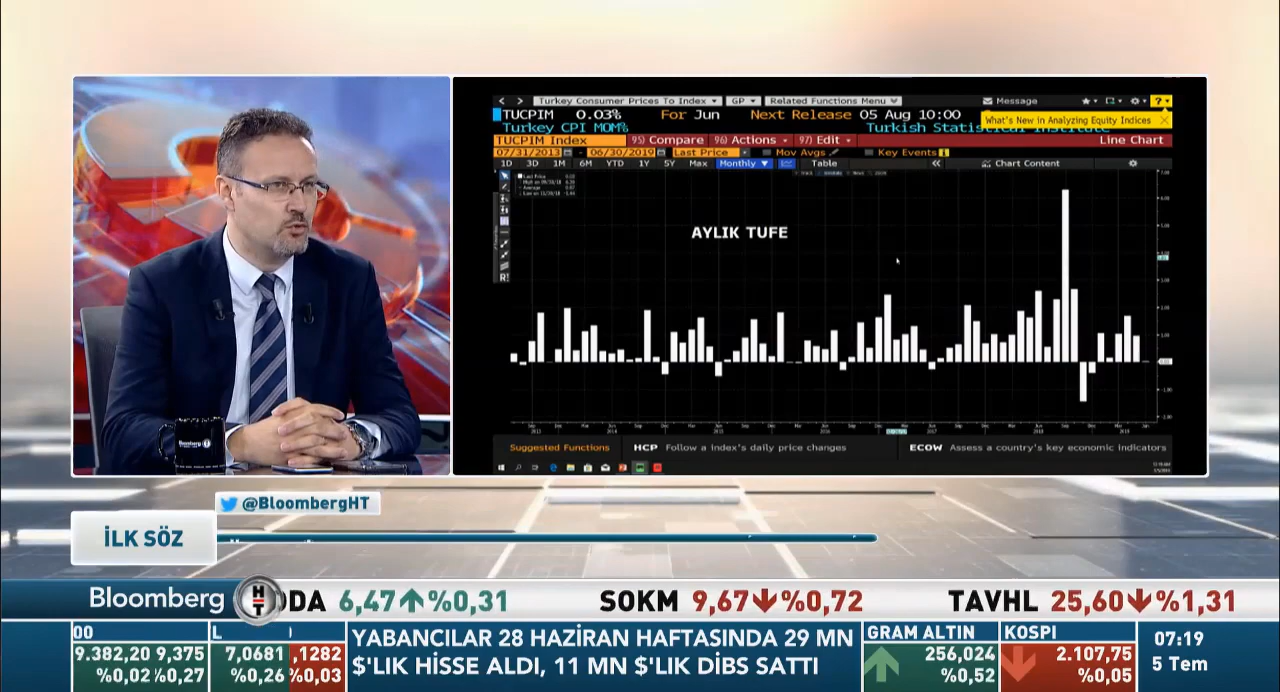 Turkey Consumer Prices To Index
GP
Related Functions Menu
Message
TUCPIM 0.03% For Jun Next Release 05 Aug 10:00
What's New in Analyzing Equity Indices
Turkey CPI MOM% Turkish Statistical Institute
TUCPIM Index 95) Compare 96) Actions 97) Edit Line Chart
07/31/2013 06/30/2019 Last Price Mov Avgs Key Events
1D 3D 1M 6M YTD 1Y 5Y Max Monthly Table Chart Content
AYLIK TUFE
Suggested Functions HCP Follow a index's daily price changes ECOW Assess a country's key economic indicators
Bloomberg
@BloombergHT
İLK SÖZ
Bloomberg HT
DA 6,47 %0,31 SOKM 9,67 %0,72 TAVHL 25,60 %1,31
00 L
9.382,20 9,375 7,0681 ,1282
%0,02 %0,27 %0,26 %0,03
YABANCILAR 28 HAZİRAN HAFTASINDA 29 MN
$'LIK HİSSE ALDI, 11 MN $'LIK DİBS SATTI
GRAM ALTIN
256,024
%0,52
KOSPI
2.107,75
%0,05
07:19
5 Tem